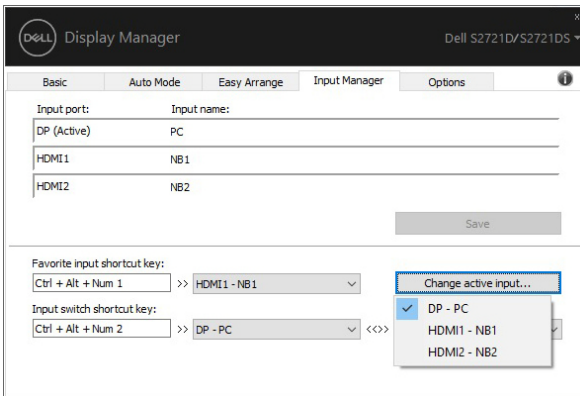 DELL Display Manager Dell S2721D/S2721DS
Basic Auto Mode Easy Arrange Input Manager Options
Input port: Input name:
DP (Active) PC
HDMI1 NB1
HDMI2 NB2
Save
Favorite input shortcut key:
Ctrl + Alt + Num 1 >> HDMI1 - NB1 Change active input...
Input switch shortcut key:
Ctrl + Alt + Num 2 >> DP - PC <<>>
DP - PC
HDMI1 - NB1
HDMI2 - NB2